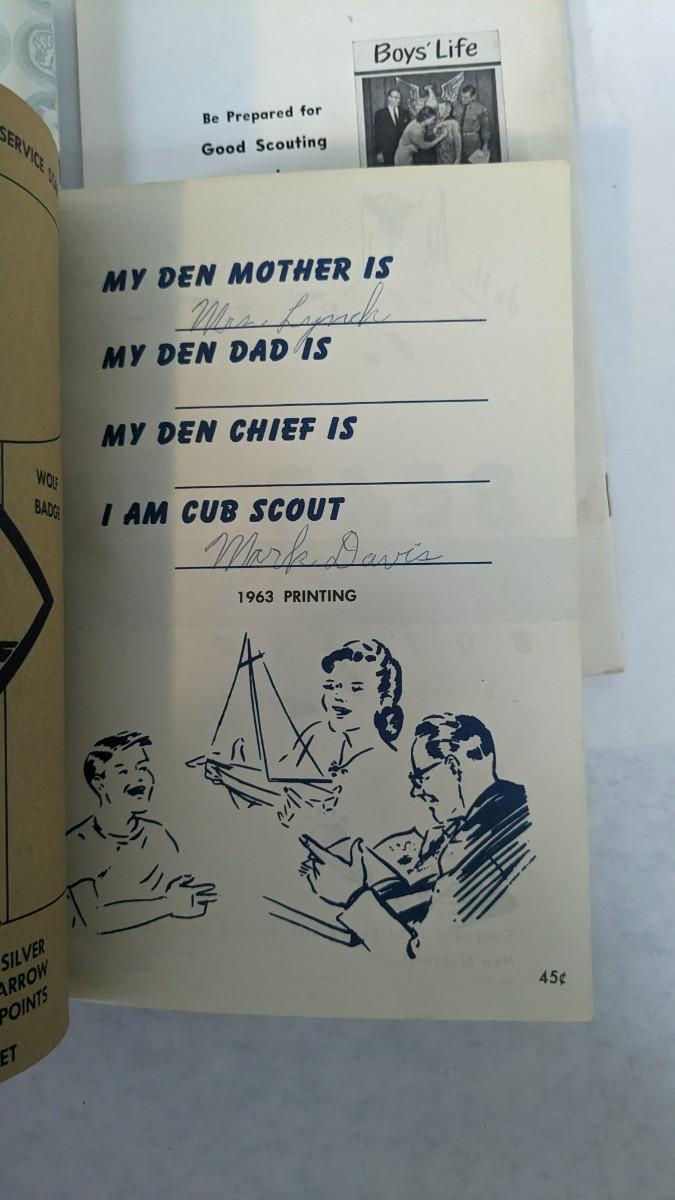 Boys' Life
Be Prepared for
Good Scouting
SERVICE
MY DEN MOTHER IS
Mrs. Lynch
MY DEN DAD IS
MY DEN CHIEF IS
I AM CUB SCOUT
Mark Davis
1963 PRINTING
45¢
WOLF
BADGE
SILVER
ARROW
POINTS